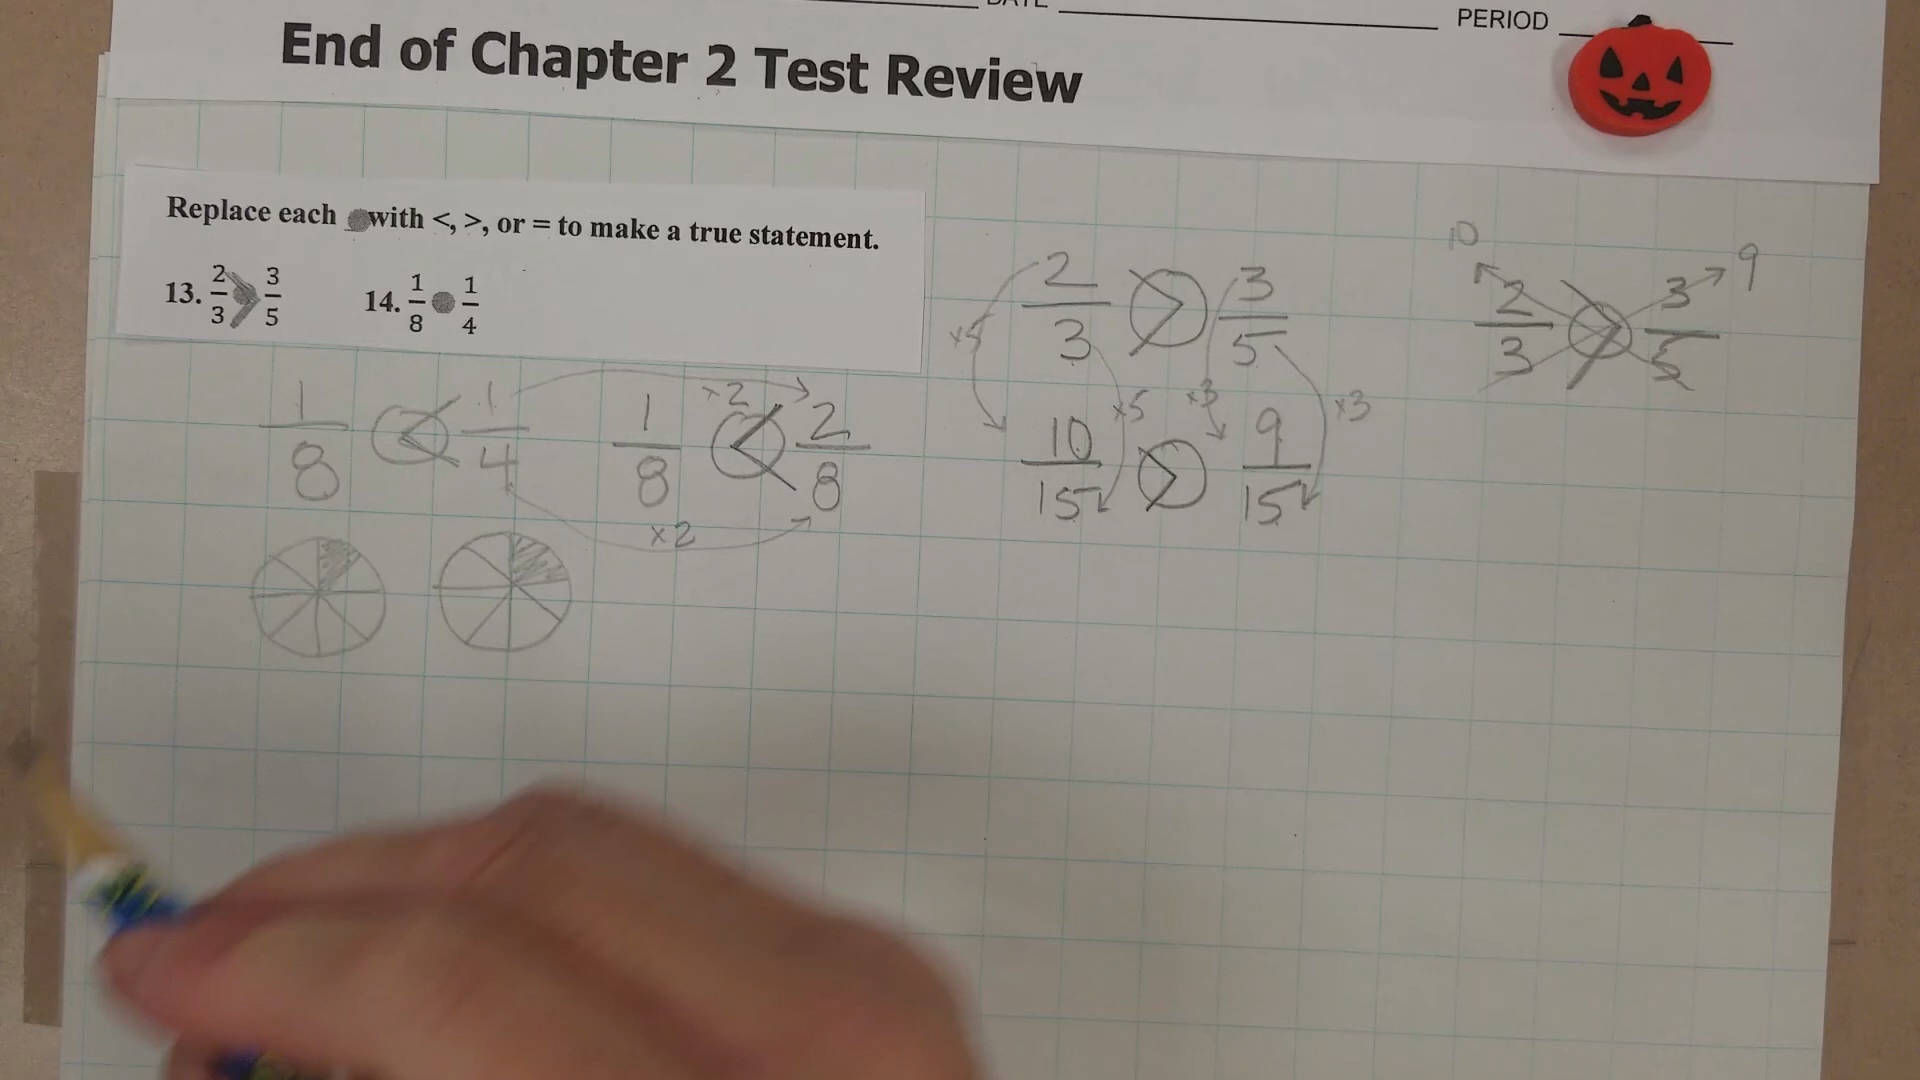 DATE PERIOD
End of Chapter 2 Test Review
Replace each with <, >, or = to make a true statement.
13. 2/3 > 3/5 14. 1/8 1/4
1/8 < 1/4
×2
1/8 < 2/8
×2
2/3 > 3/5
×5 ×5 ×3 ×3
10/15 > 9/15
10 9
2/3 > 3/5